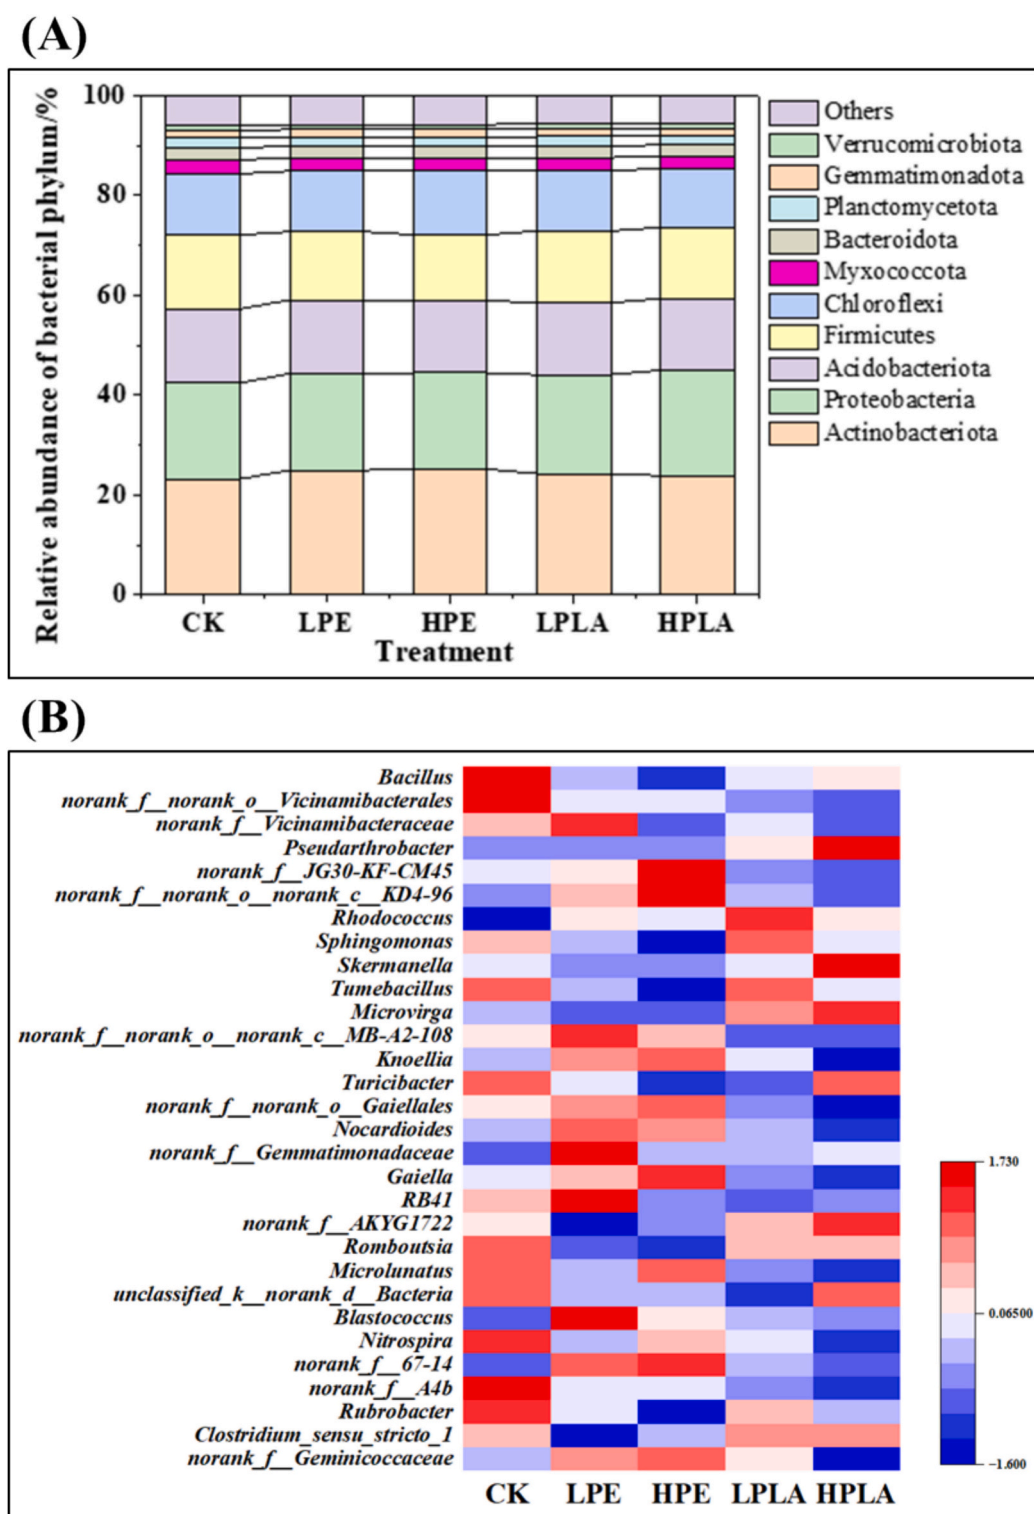 (A)
Relative abundance of bacterial phylum/%
100
80
60
40
20
0
CK LPE HPE LPLA HPLA
Treatment
Others
Verrucomicrobiota
Gemmatimonadota
Planctomycetota
Bacteroidota
Myxococcota
Chloroflexi
Firmicutes
Acidobacteriota
Proteobacteria
Actinobacteriota
(B)
Bacillus
norank_f__norank_o__Vicinamibacterales
norank_f__Vicinamibacteraceae
Pseudarthrobacter
norank_f__JG30-KF-CM45
norank_f__norank_o__norank_c__KD4-96
Rhodococcus
Sphingomonas
Skermanella
Tumebacillus
Microvirga
norank_f__norank_o__norank_c__MB-A2-108
Knoellia
Turicibacter
norank_f__norank_o__Gaiellales
Nocardioides
norank_f__Gemmatimonadaceae
Gaiella
RB41
norank_f__AKYG1722
Romboutsia
Microlunatus
unclassified_k__norank_d__Bacteria
Blastococcus
Nitrospira
norank_f__67-14
norank_f__A4b
Rubrobacter
Clostridium_sensu_stricto_1
norank_f__Geminicoccaceae
CK LPE HPE LPLA HPLA
1.730
0.06500
−1.600